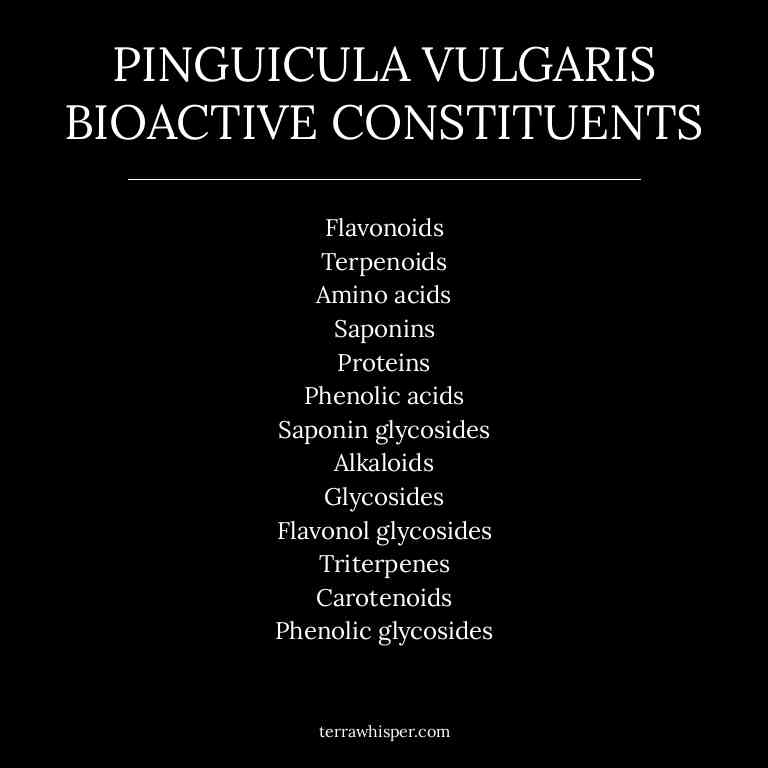 PINGUICULA VULGARIS
BIOACTIVE CONSTITUENTS
Flavonoids
Terpenoids
Amino acids
Saponins
Proteins
Phenolic acids
Saponin glycosides
Alkaloids
Glycosides
Flavonol glycosides
Triterpenes
Carotenoids
Phenolic glycosides
terrawhisper.com